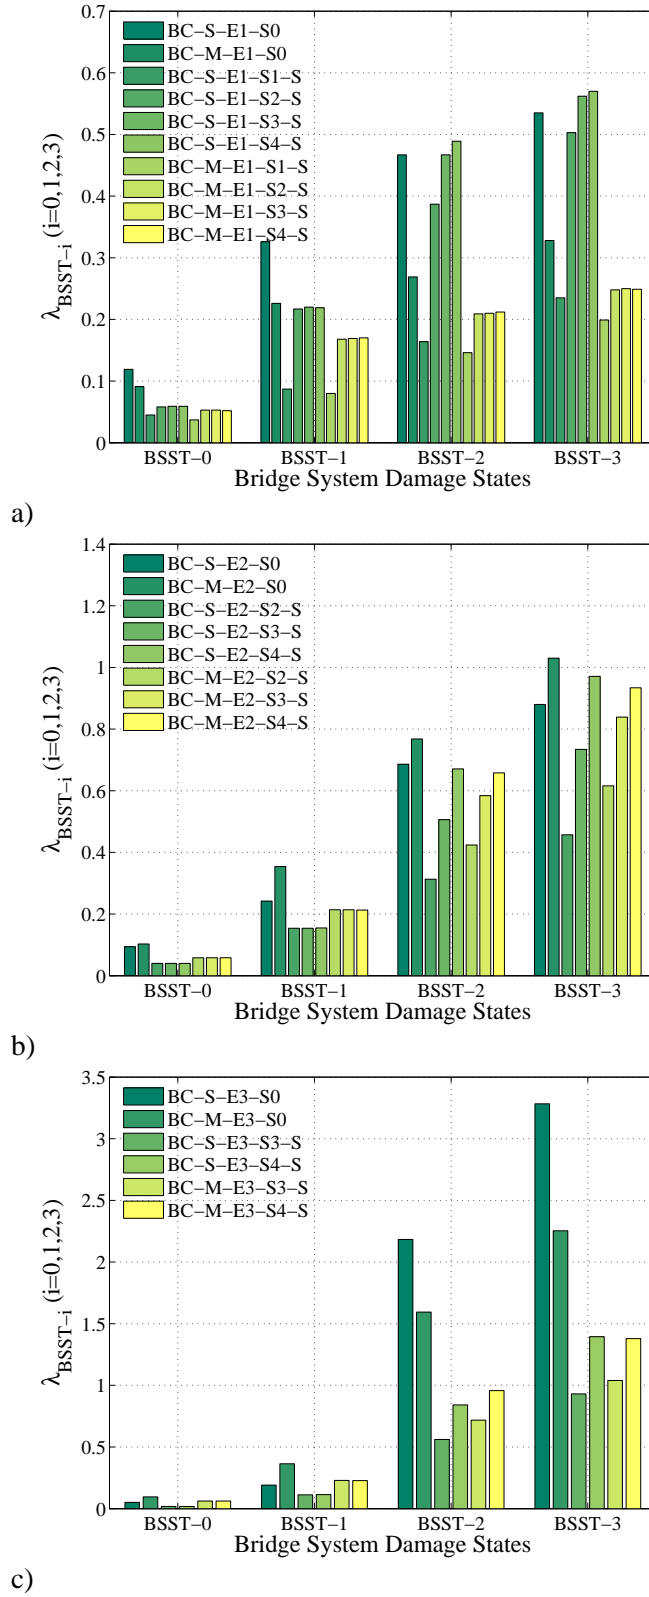 0.7
0.6
0.5
0.4
0.3
0.2
0.1
0
λBSST−i (i=0,1,2,3)
BC−S−E1−S0
BC−M−E1−S0
BC−S−E1−S1−S
BC−S−E1−S2−S
BC−S−E1−S3−S
BC−S−E1−S4−S
BC−M−E1−S1−S
BC−M−E1−S2−S
BC−M−E1−S3−S
BC−M−E1−S4−S
BSST−0 BSST−1 BSST−2 BSST−3
Bridge System Damage States
a)
1.4
1.2
1
0.8
0.6
0.4
0.2
0
λBSST−i (i=0,1,2,3)
BC−S−E2−S0
BC−M−E2−S0
BC−S−E2−S2−S
BC−S−E2−S3−S
BC−S−E2−S4−S
BC−M−E2−S2−S
BC−M−E2−S3−S
BC−M−E2−S4−S
BSST−0 BSST−1 BSST−2 BSST−3
Bridge System Damage States
b)
3.5
3
2.5
2
1.5
1
0.5
0
λBSST−i (i=0,1,2,3)
BC−S−E3−S0
BC−M−E3−S0
BC−S−E3−S3−S
BC−S−E3−S4−S
BC−M−E3−S3−S
BC−M−E3−S4−S
BSST−0 BSST−1 BSST−2 BSST−3
Bridge System Damage States
c)